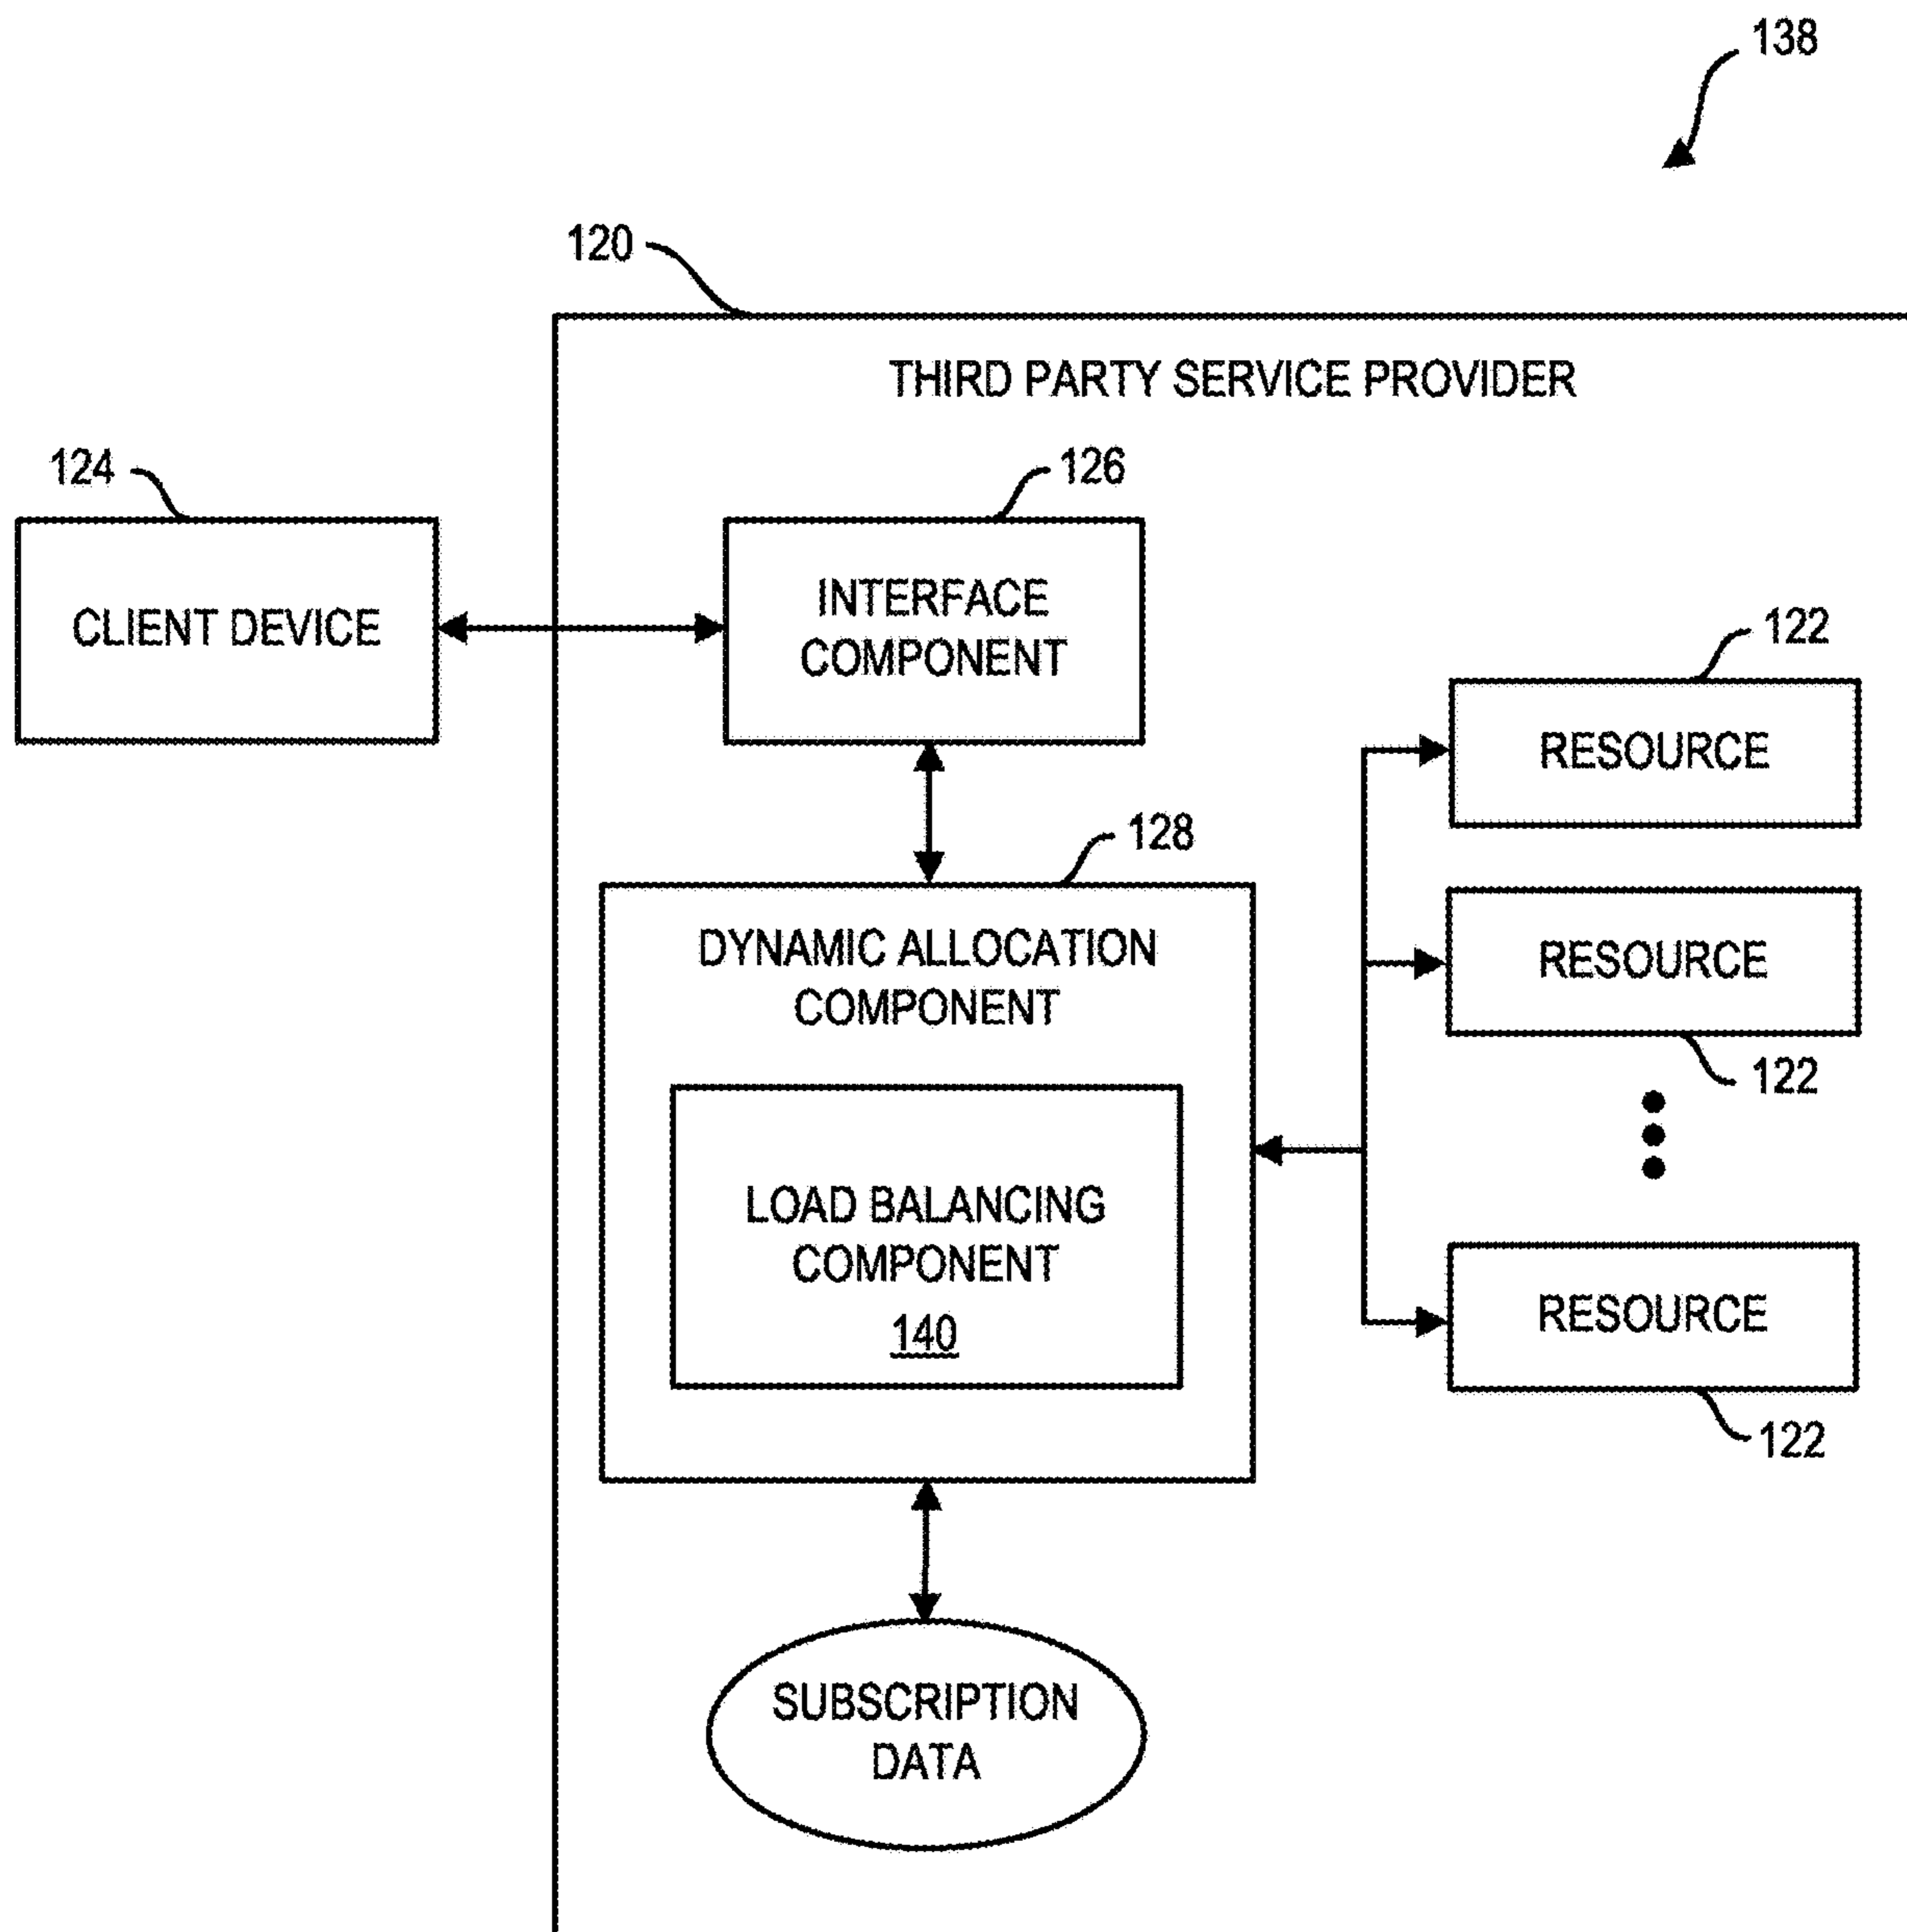 138
120
THIRD PARTY SERVICE PROVIDER
124
126
CLIENT DEVICE
INTERFACE
COMPONENT
122
RESOURCE
128
DYNAMIC ALLOCATION
COMPONENT
RESOURCE
122
LOAD BALANCING
COMPONENT
140
RESOURCE
122
SUBSCRIPTION
DATA